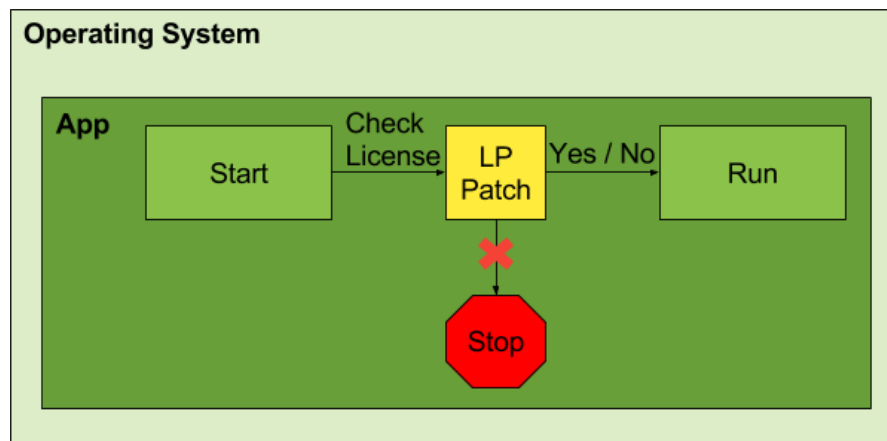 Operating System
App
Start
Check
License
LP
Patch
Yes / No
Run
Stop